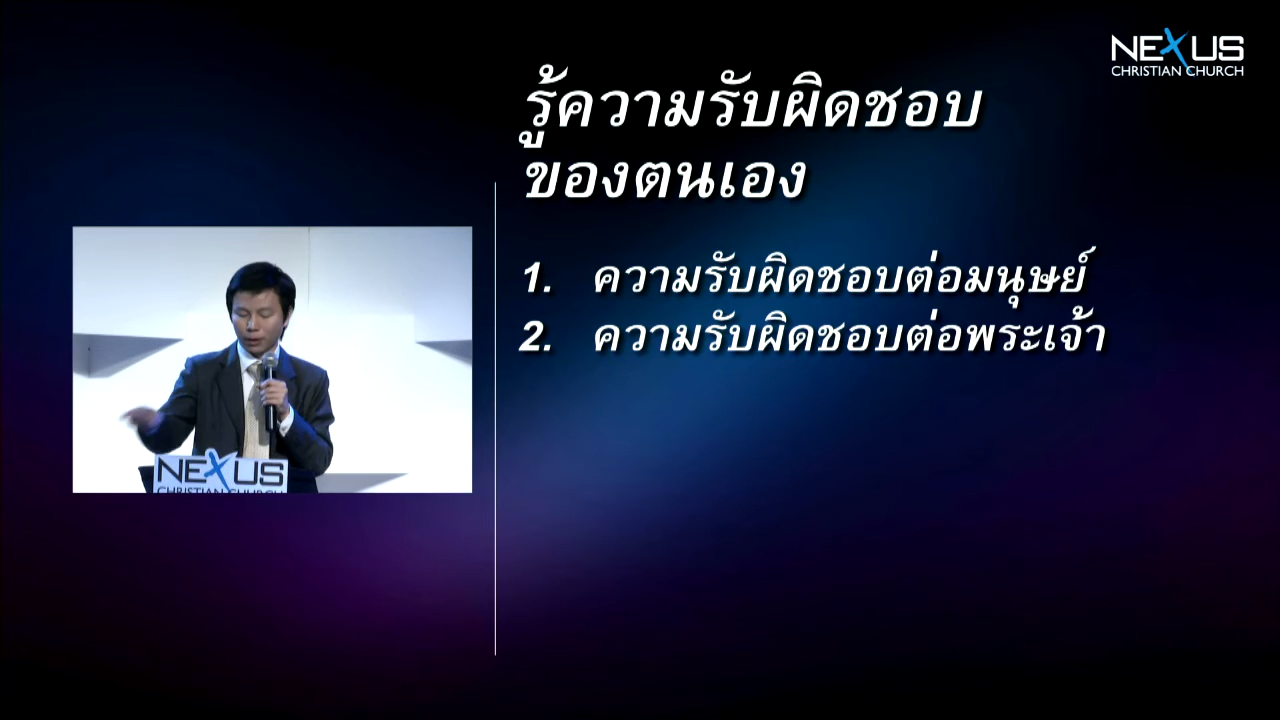 NEXUS
CHRISTIAN CHURCH
รู้ความรับผิดชอบ
ของตนเอง
1. ความรับผิดชอบต่อมนุษย์
2. ความรับผิดชอบต่อพระเจ้า
NEXUS
CHRISTIAN CHURCH